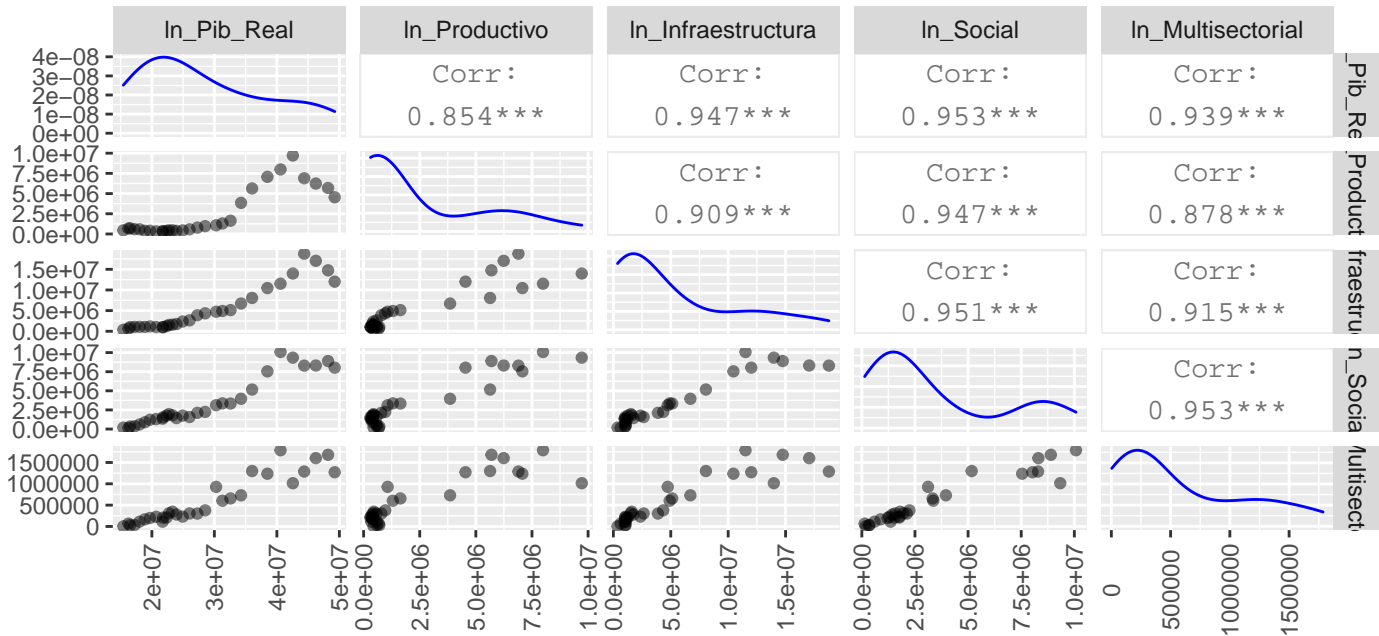 ln_Pib_Real ln_Productivo ln_Infraestructura ln_Social ln_Multisectorial
4e−08
3e−08
2e−08
1e−08
0e+00
Corr: Corr: Corr: Corr:
0.854*** 0.947*** 0.953*** 0.939***
_Pib_Re
1.0e+07
7.5e+06
5.0e+06
2.5e+06
0.0e+00
Corr: Corr: Corr:
0.909*** 0.947*** 0.878***
_Product
1.5e+07
1.0e+07
5.0e+06
0.0e+00
Corr: Corr:
0.951*** 0.915***
fraestru
1.0e+07
7.5e+06
5.0e+06
2.5e+06
0.0e+00
Corr:
0.953***
n_Socia
1500000
1000000
500000
0
Multisect
2e+07 3e+07 4e+07 5e+07 0.0e+00 2.5e+06 5.0e+06 7.5e+06 1.0e+07 0.0e+00 5.0e+06 1.0e+07 1.5e+07 0.0e+00 2.5e+06 5.0e+06 7.5e+06 1.0e+07 0 500000 1000000 1500000